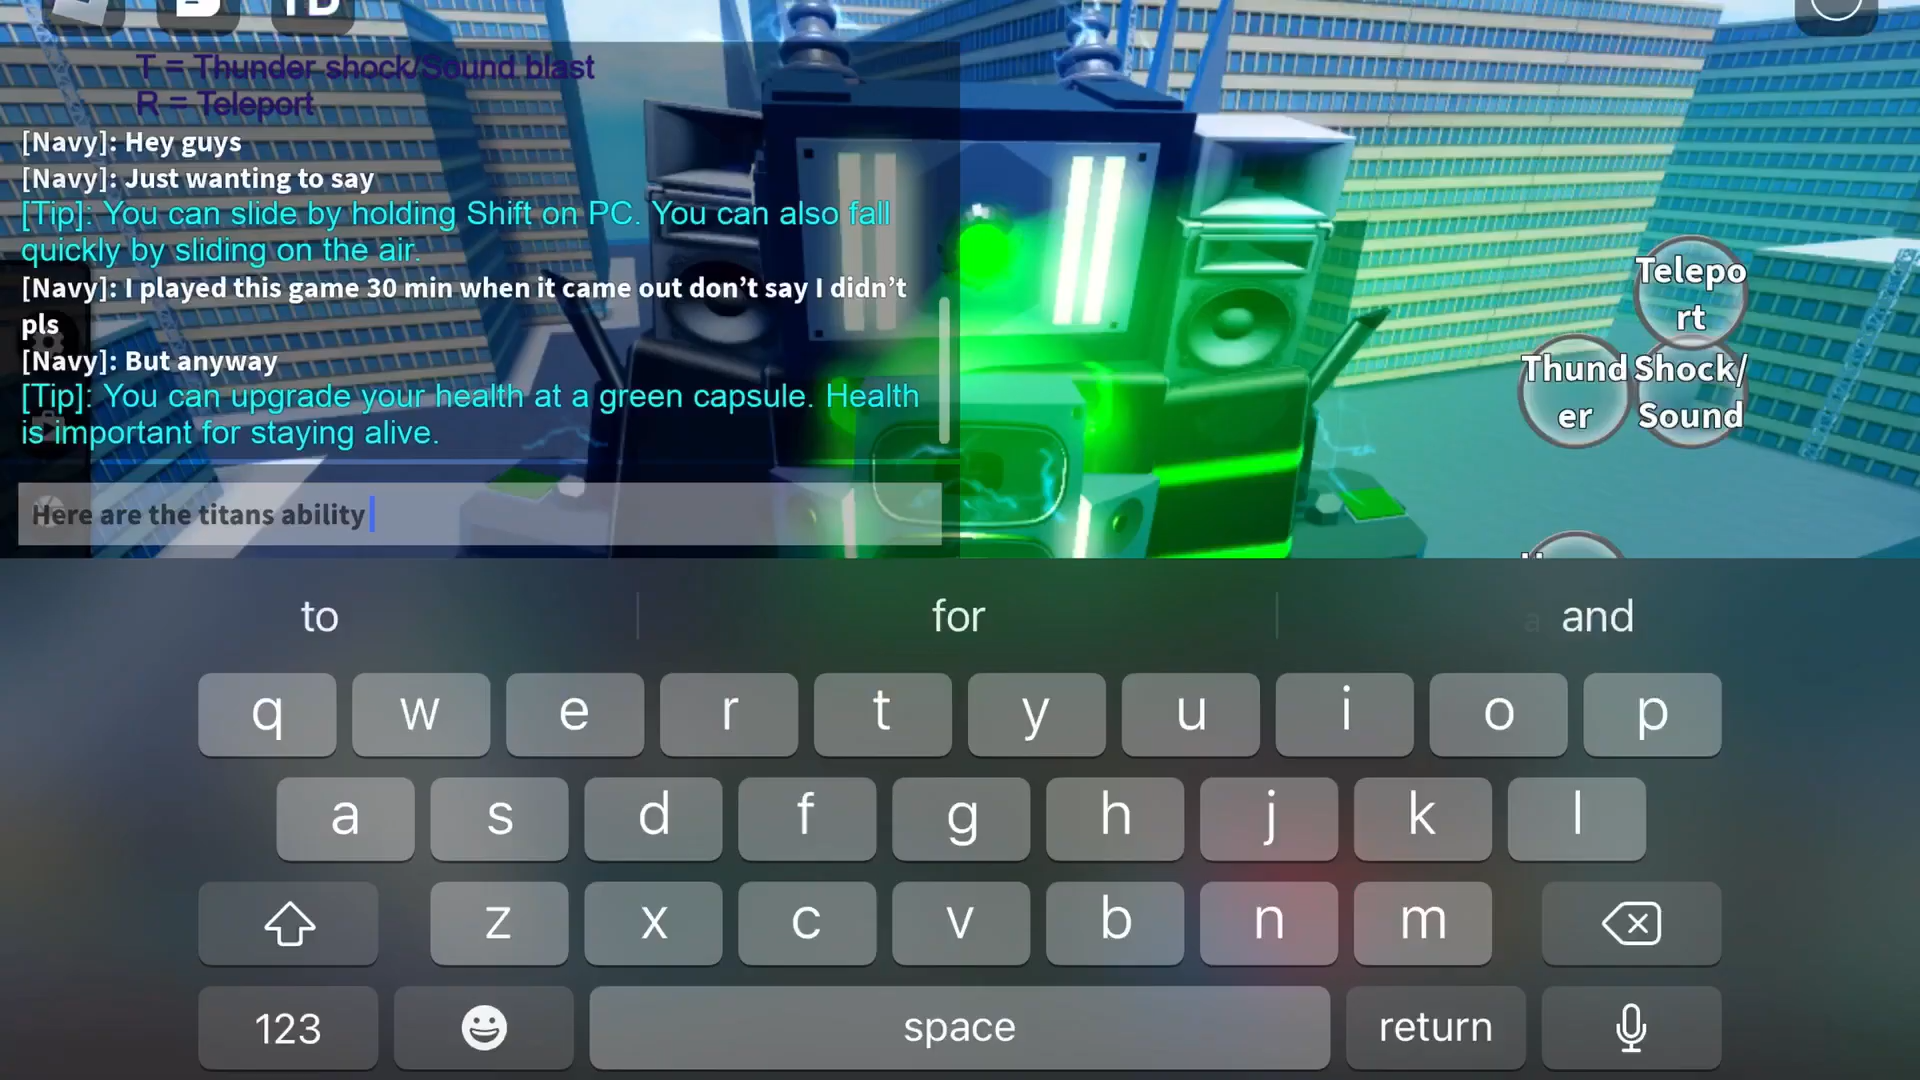 T = Thunder shock/Sound blast
R = Teleport
[Navy]: Hey guys
[Navy]: Just wanting to say
[Tip]: You can slide by holding Shift on PC. You can also fall
quickly by sliding on the air.
[Navy]: I played this game 30 min when it came out don’t say I didn’t
pls
[Navy]: But anyway
[Tip]: You can upgrade your health at a green capsule. Health
is important for staying alive.
Here are the titans ability
Telepo
rt
Thund
er
Shock/
Sound
to for and
q w e r t y u i o p
a s d f g h j k l
z x c v b n m
123 space return